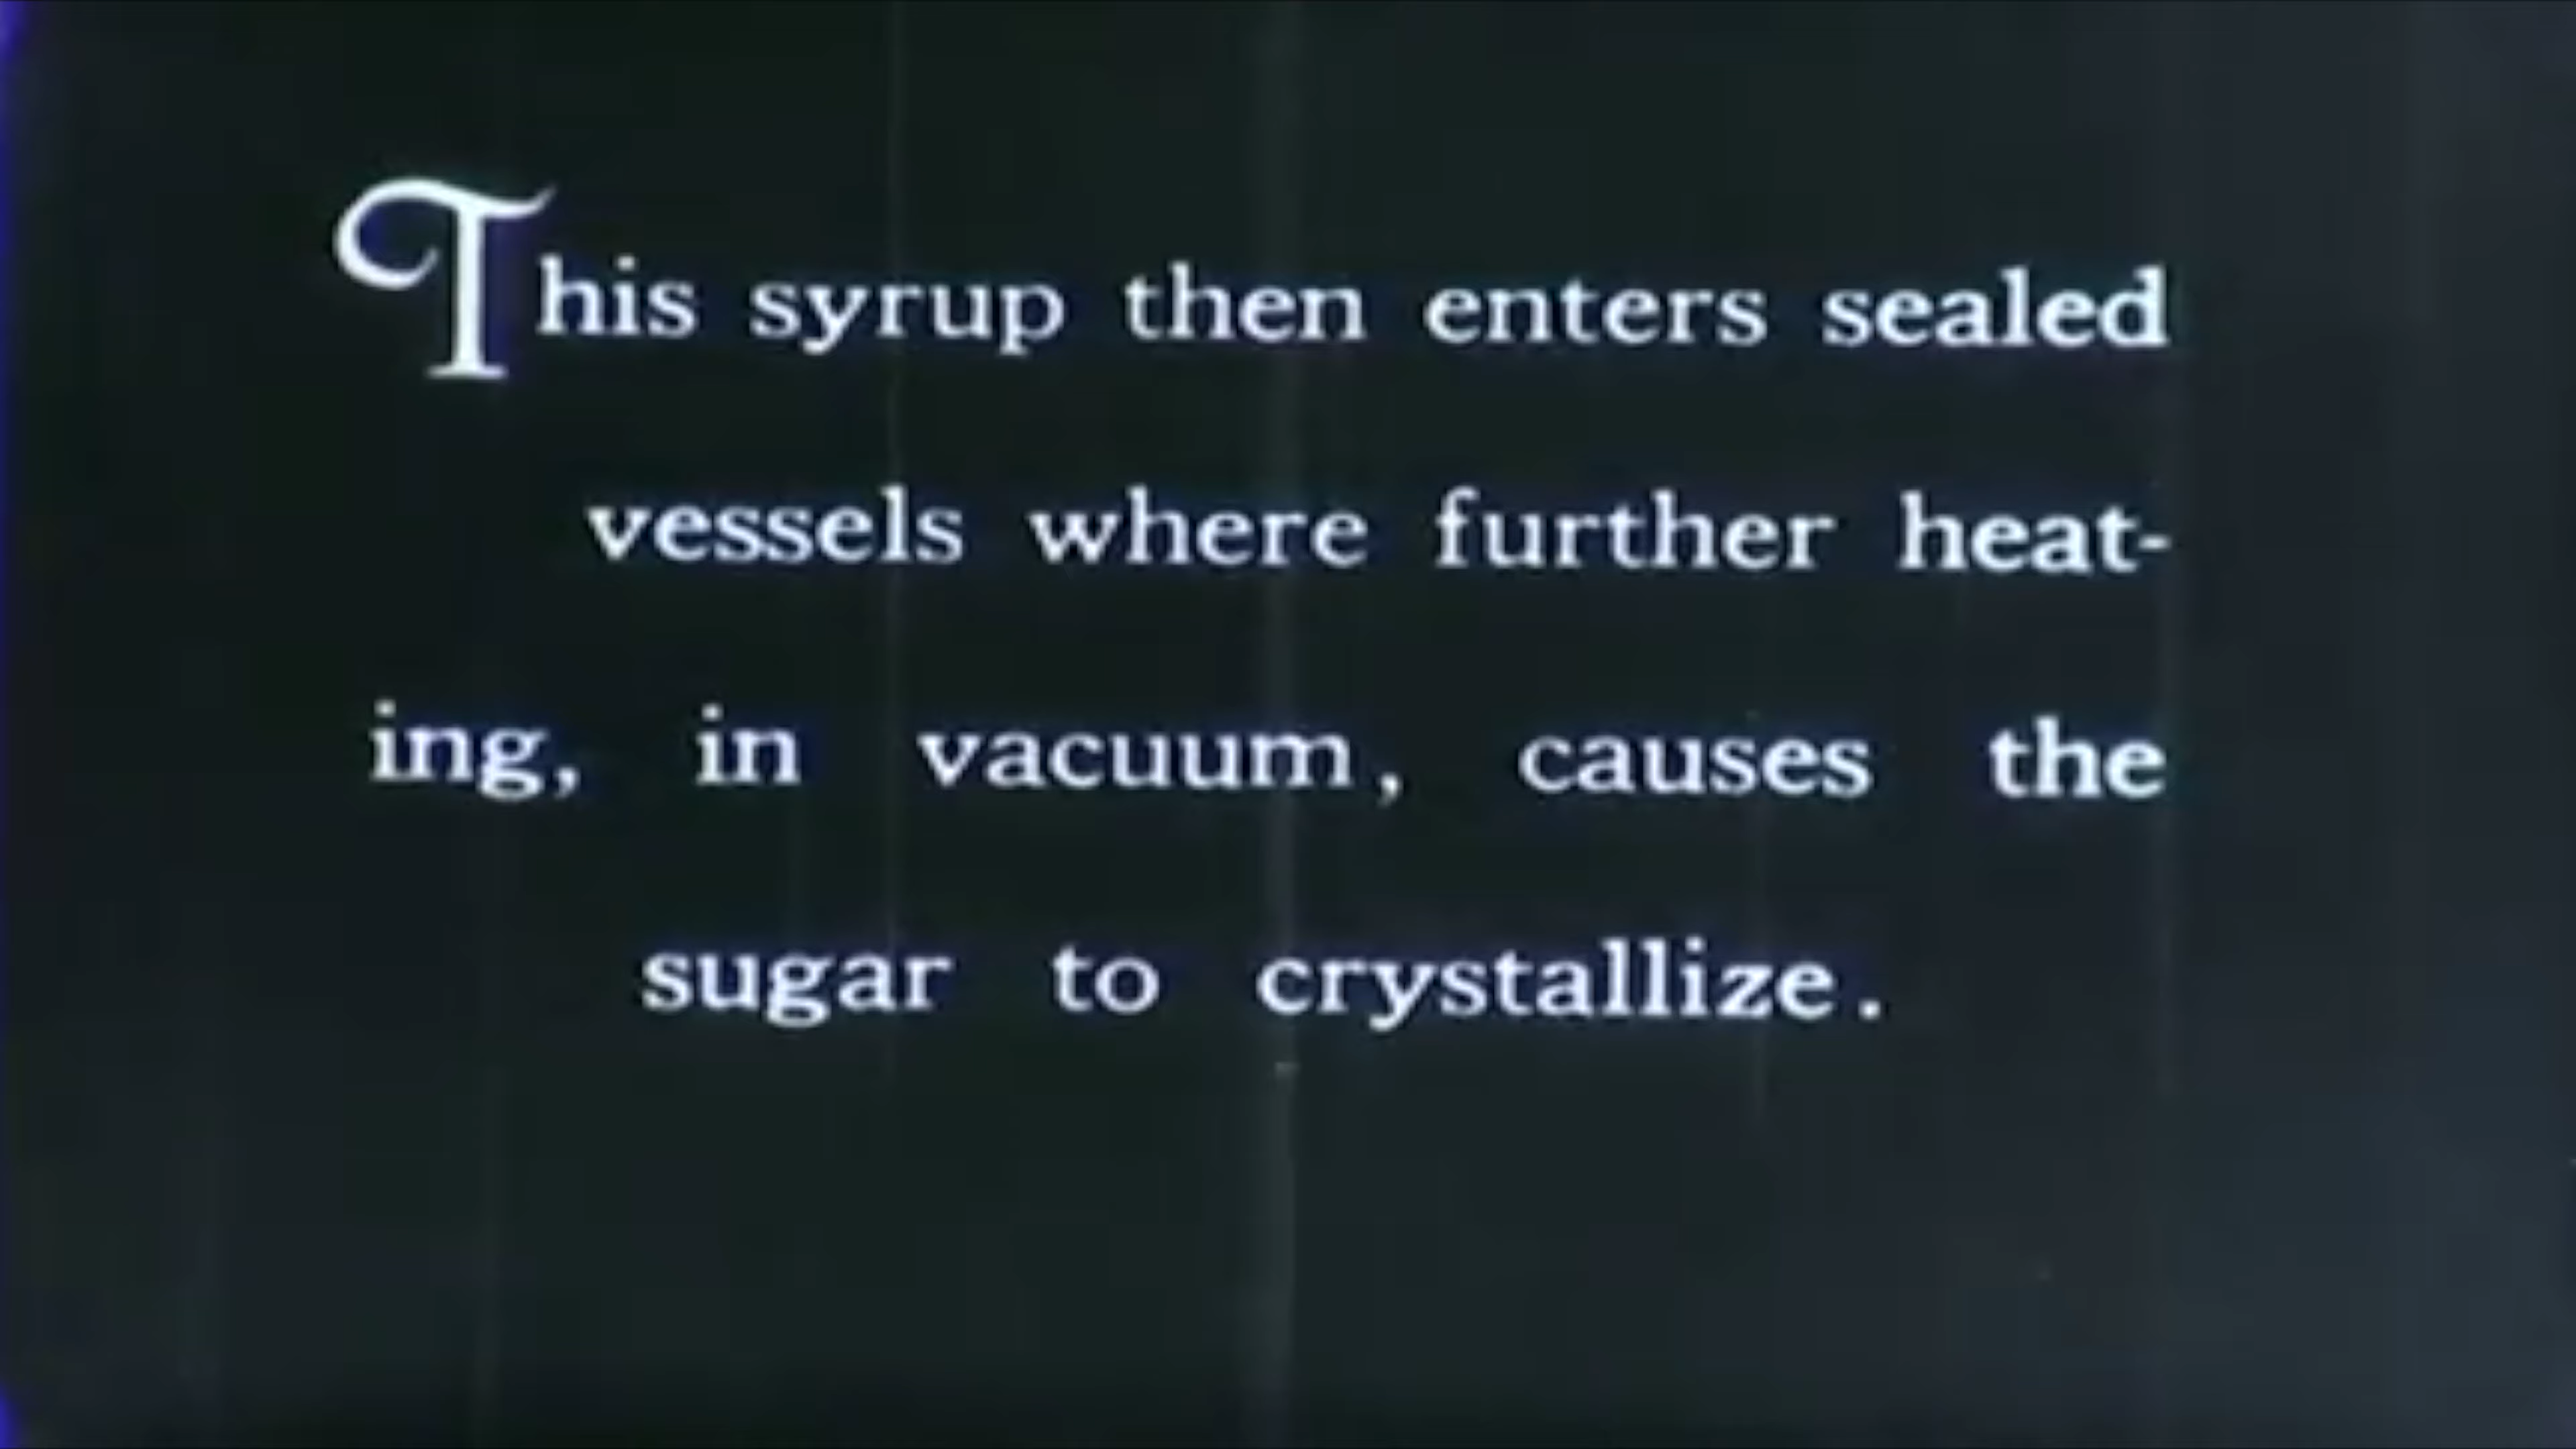 This syrup then enters sealed
vessels where further heat-
ing, in vacuum, causes the
sugar to crystallize.